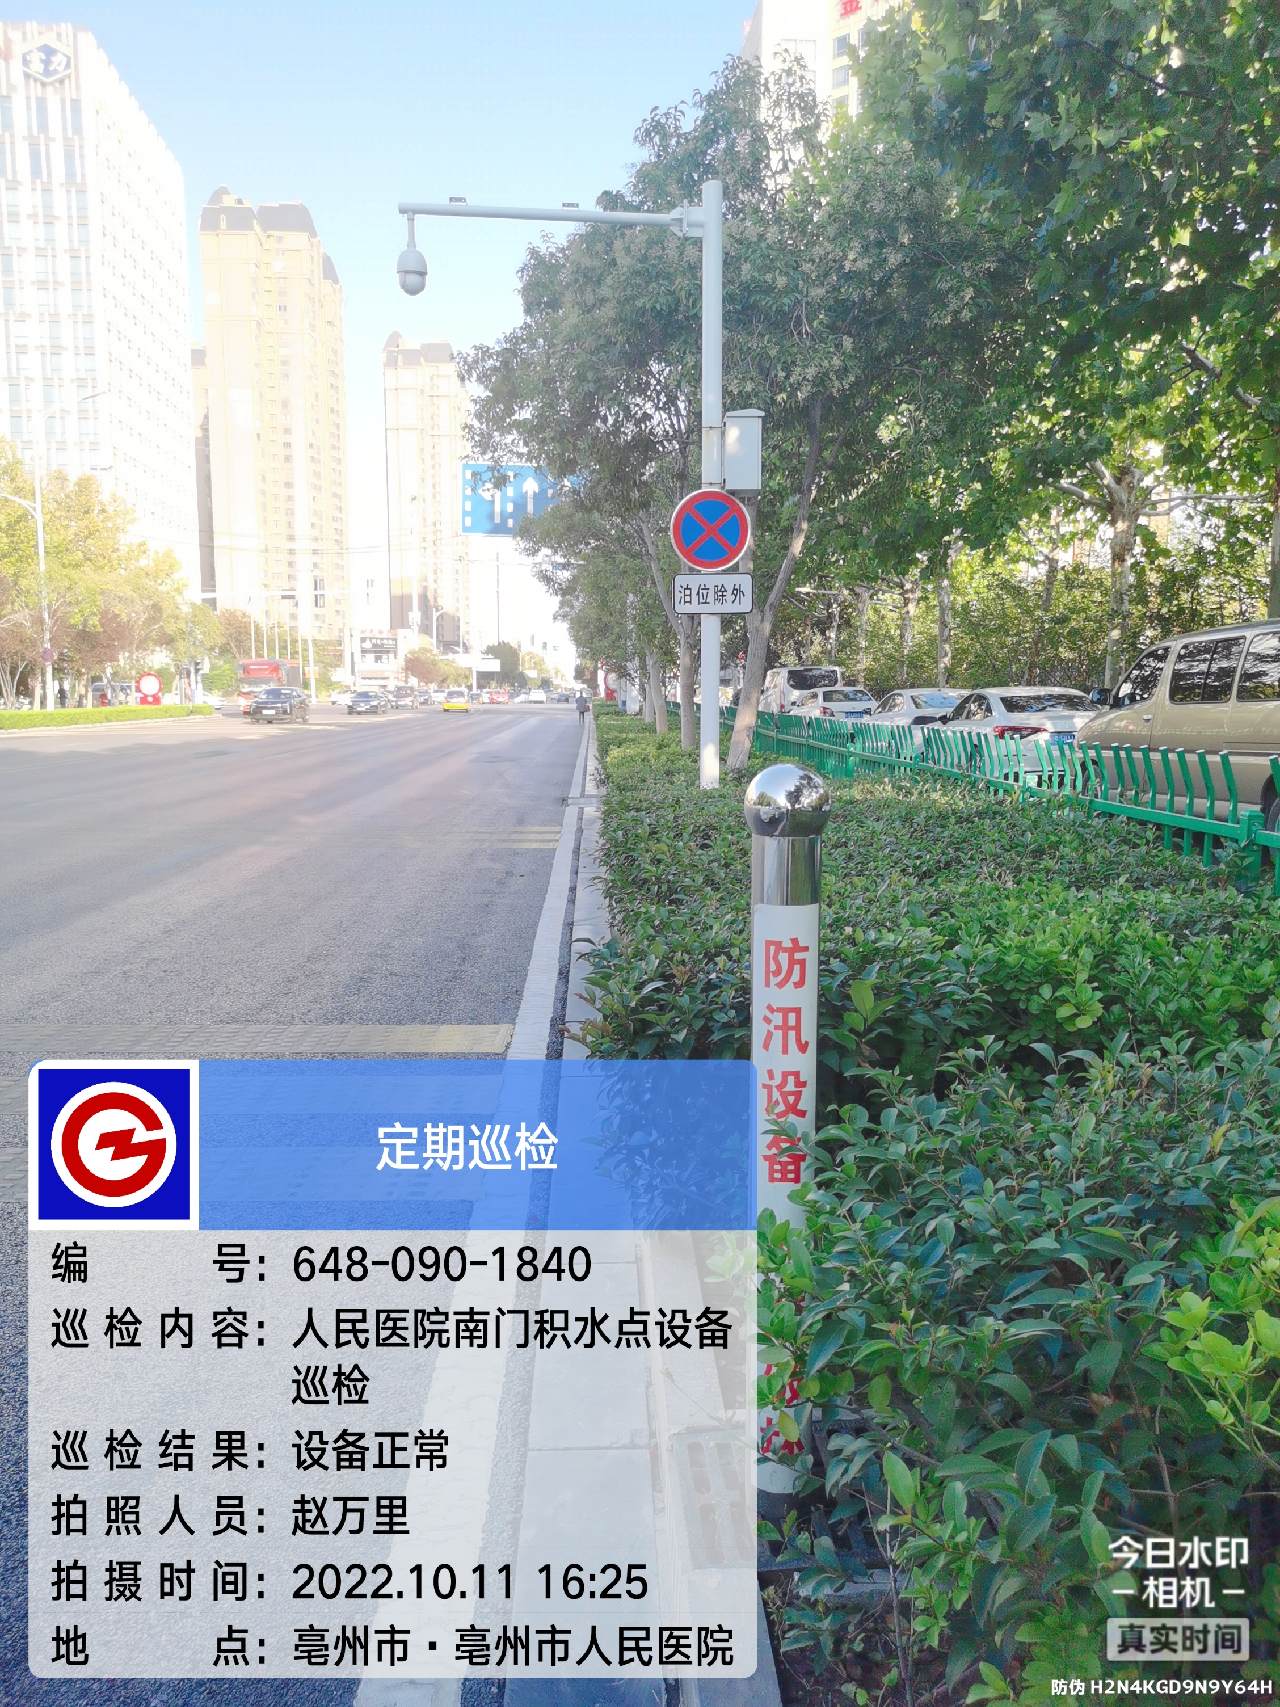 富力
泊位除外
防汛设备
定期巡检
编号：648-090-1840
巡检内容：人民医院南门积水点设备
巡检
巡检结果：设备正常
拍照人员：赵万里
拍摄时间：2022.10.11 16:25
地点：亳州市·亳州市人民医院
今日水印
-相机-
真实时间
防伪 H2N4KGD9N9Y64H